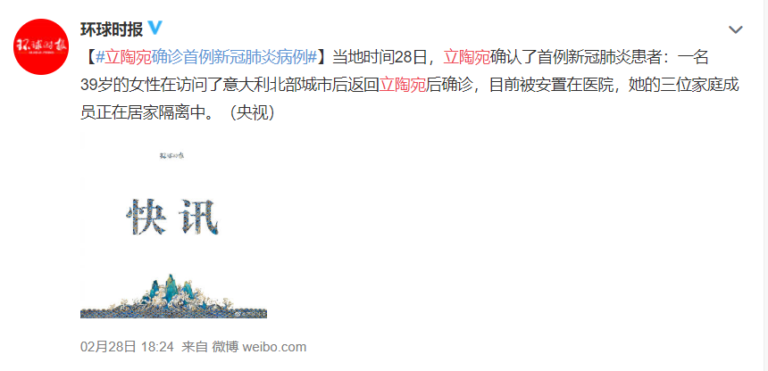 环球时报
环球时报
【#立陶宛确诊首例新冠肺炎病例#】当地时间28日，立陶宛确认了首例新冠肺炎患者：一名
39岁的女性在访问了意大利北部城市后返回立陶宛后确诊，目前被安置在医院，她的三位家庭成
员正在居家隔离中。（央视）
环球时报
快讯
02月28日 18:24 来自 微博 weibo.com